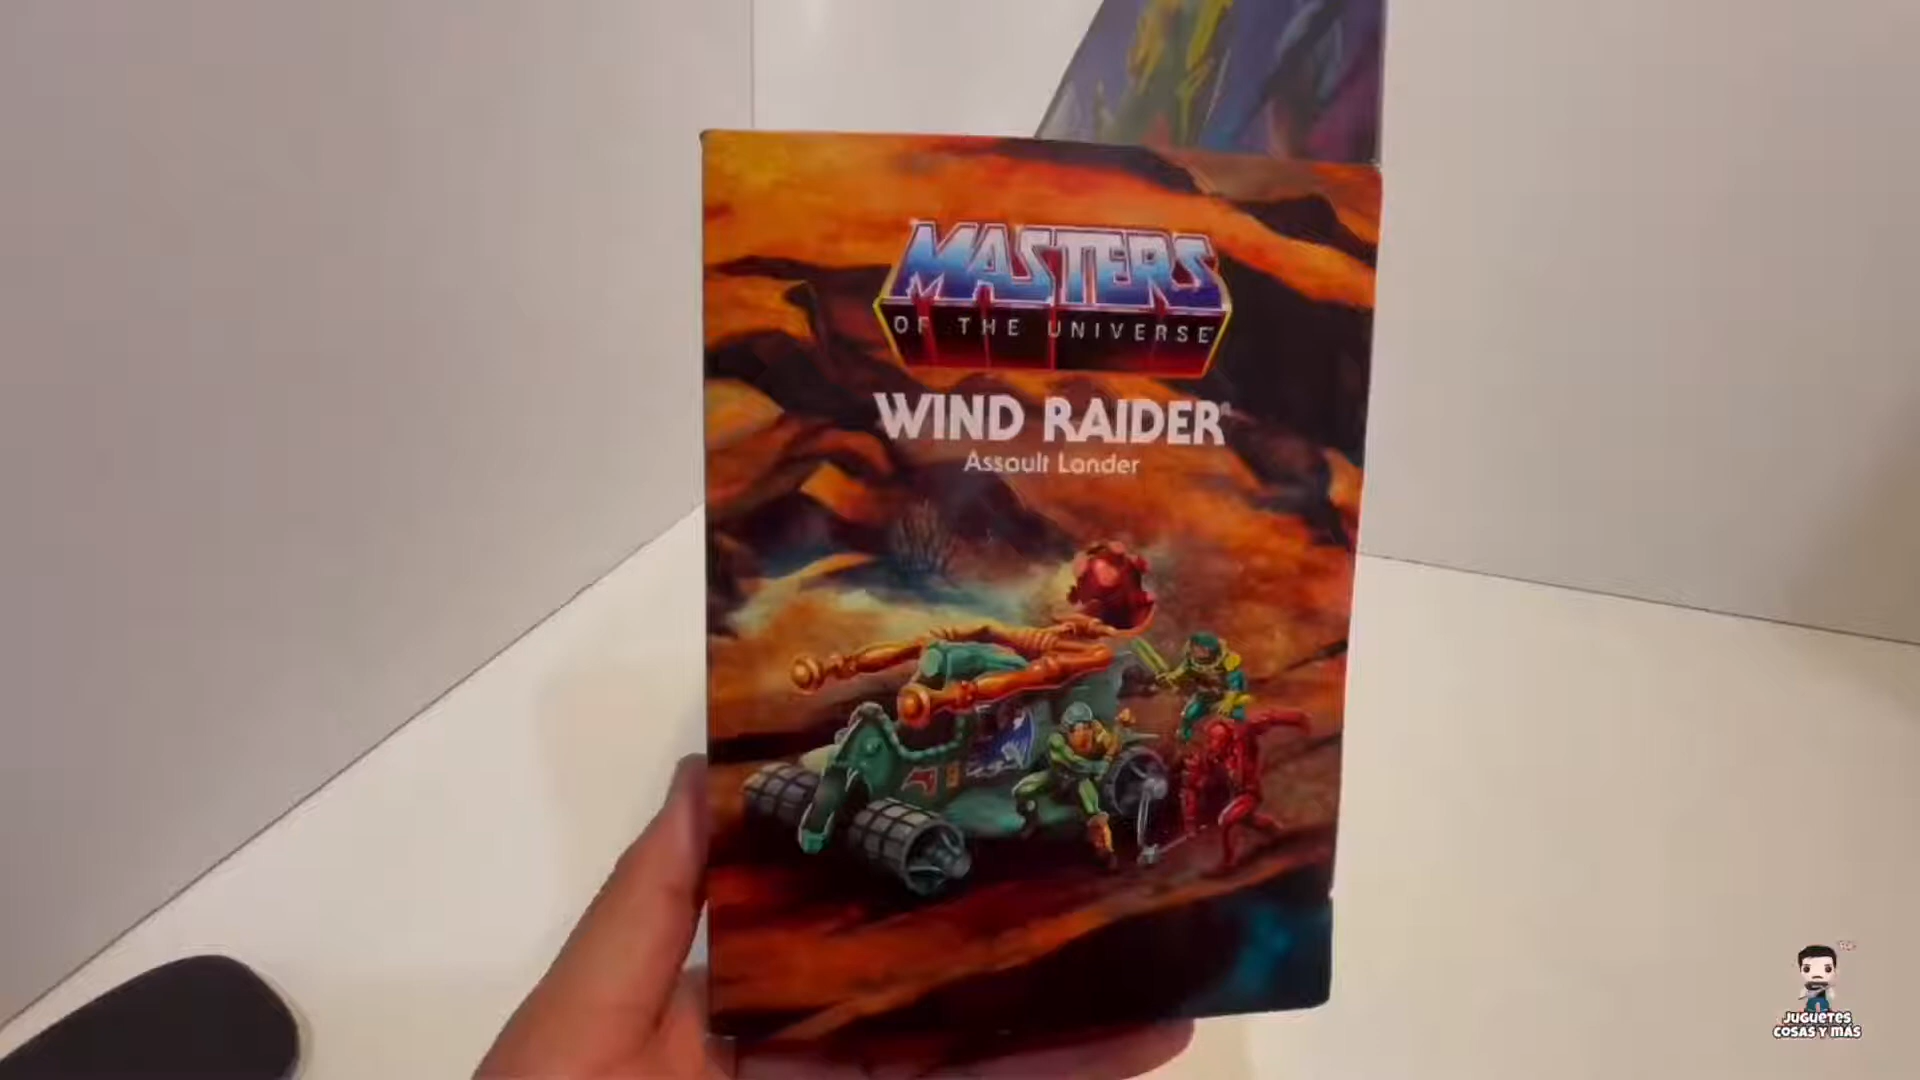 MASTERS
OF THE UNIVERSE
WIND RAIDER
Assault Lander
JUGUETES
COSAS Y MÁS